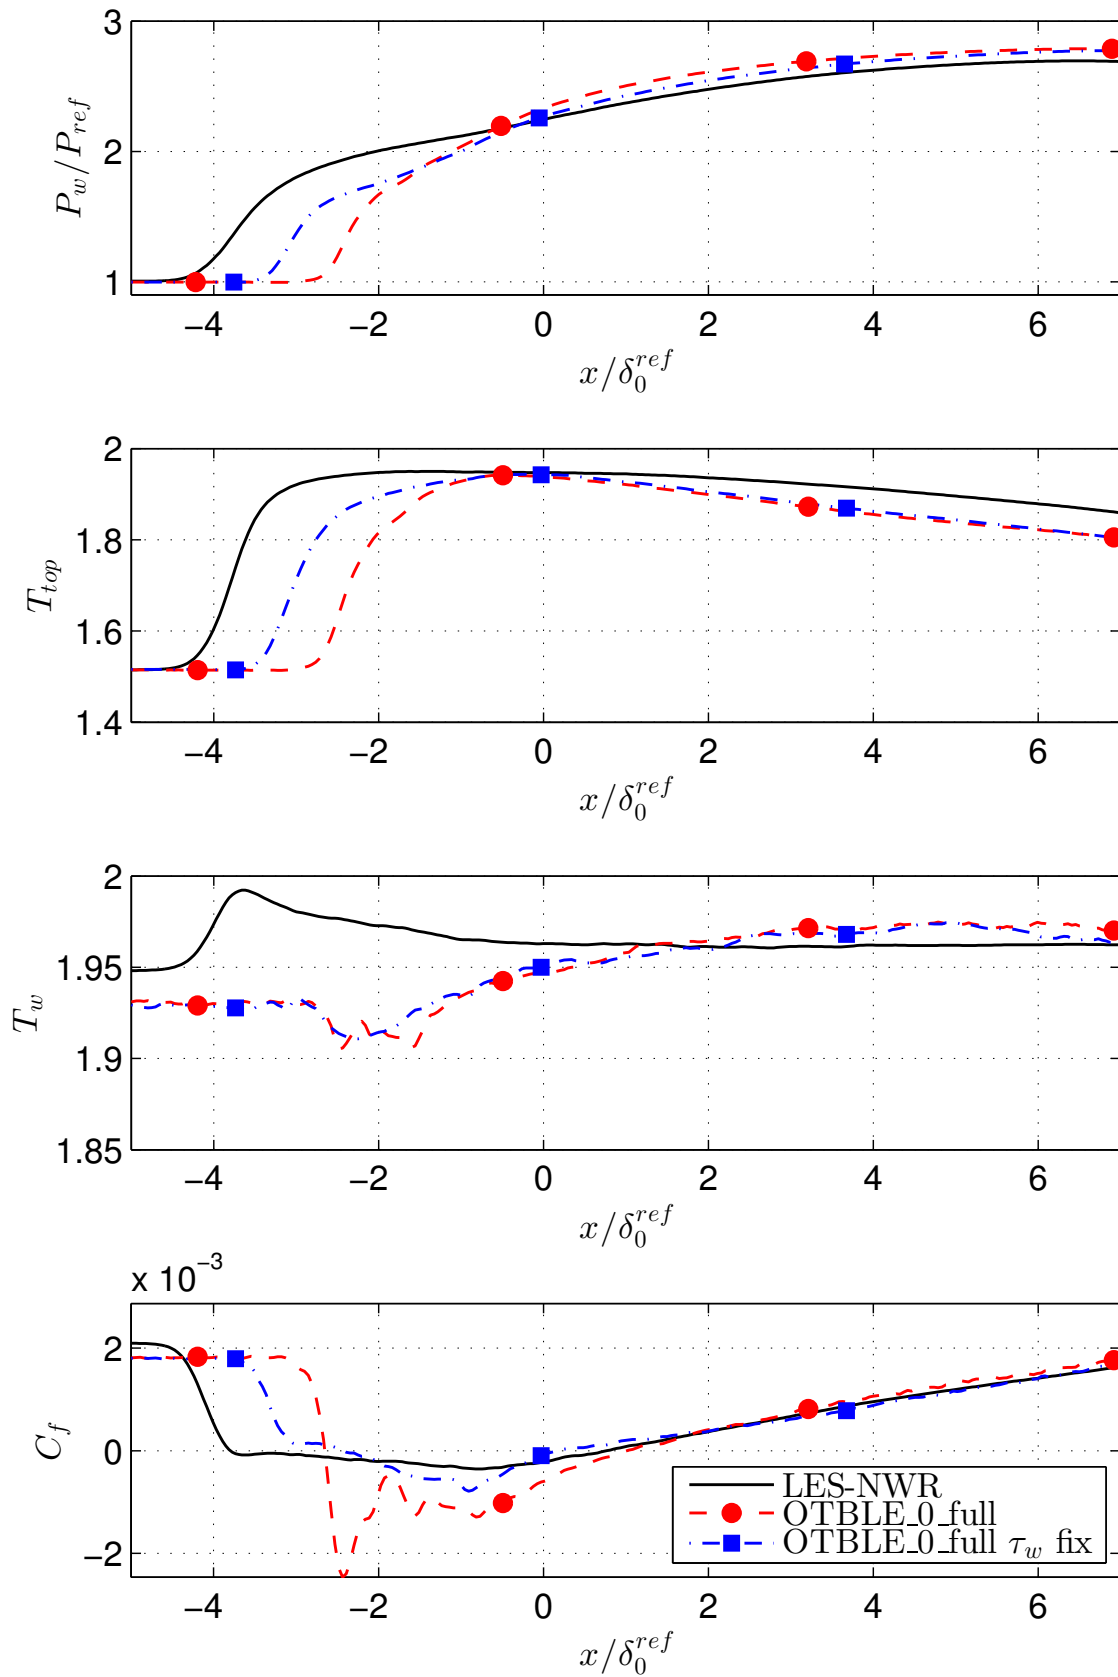 3
2
1
P_w/P_ref
−4 −2 0 2 4 6
x/δ_0^ref
2
1.8
1.6
1.4
T_top
−4 −2 0 2 4 6
x/δ_0^ref
2
1.95
1.9
1.85
T_w
−4 −2 0 2 4 6
x/δ_0^ref
x 10^−3
2
0
−2
C_f
LES-NWR
OTBLE_0_full
OTBLE_0_full τ_w fix
−4 −2 0 2 4 6
x/δ_0^ref